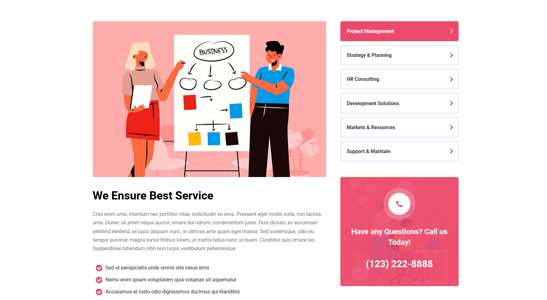 BUSINESS
We Ensure Best Service
Cras enim urna, interdum nec porttitor vitae, sollicitudin eu eros. Praesent eget mollis nulla, non lacinia
urna. Donec sit amet neque auctor, ornare dui rutrum, condimentum justo. Duis dictum, ex accumsan
eleifend eleifend, ex justo aliquam nunc, in ultrices ante quam eget massa. Sed scelerisque, odio eu
tempor pulvinar, magna tortor finibus lorem, ut mattis tellus nunc ut quam. Curabitur quis ornare leo.
Suspendisse bibendum nibh non turpis vestibulum pellentesque.
Sed ut perspiciatis unde omnis iste natus error
Nemo enim ipsam voluptatem quia voluptas sit aspernatur
Accusamus et iusto odio dignissimos ducimus qui blanditiis
Project Management
Strategy & Planning
HR Consulting
Development Solutions
Markets & Resources
Support & Maintain
Have any Questions? Call us
Today!
(123) 222-8888